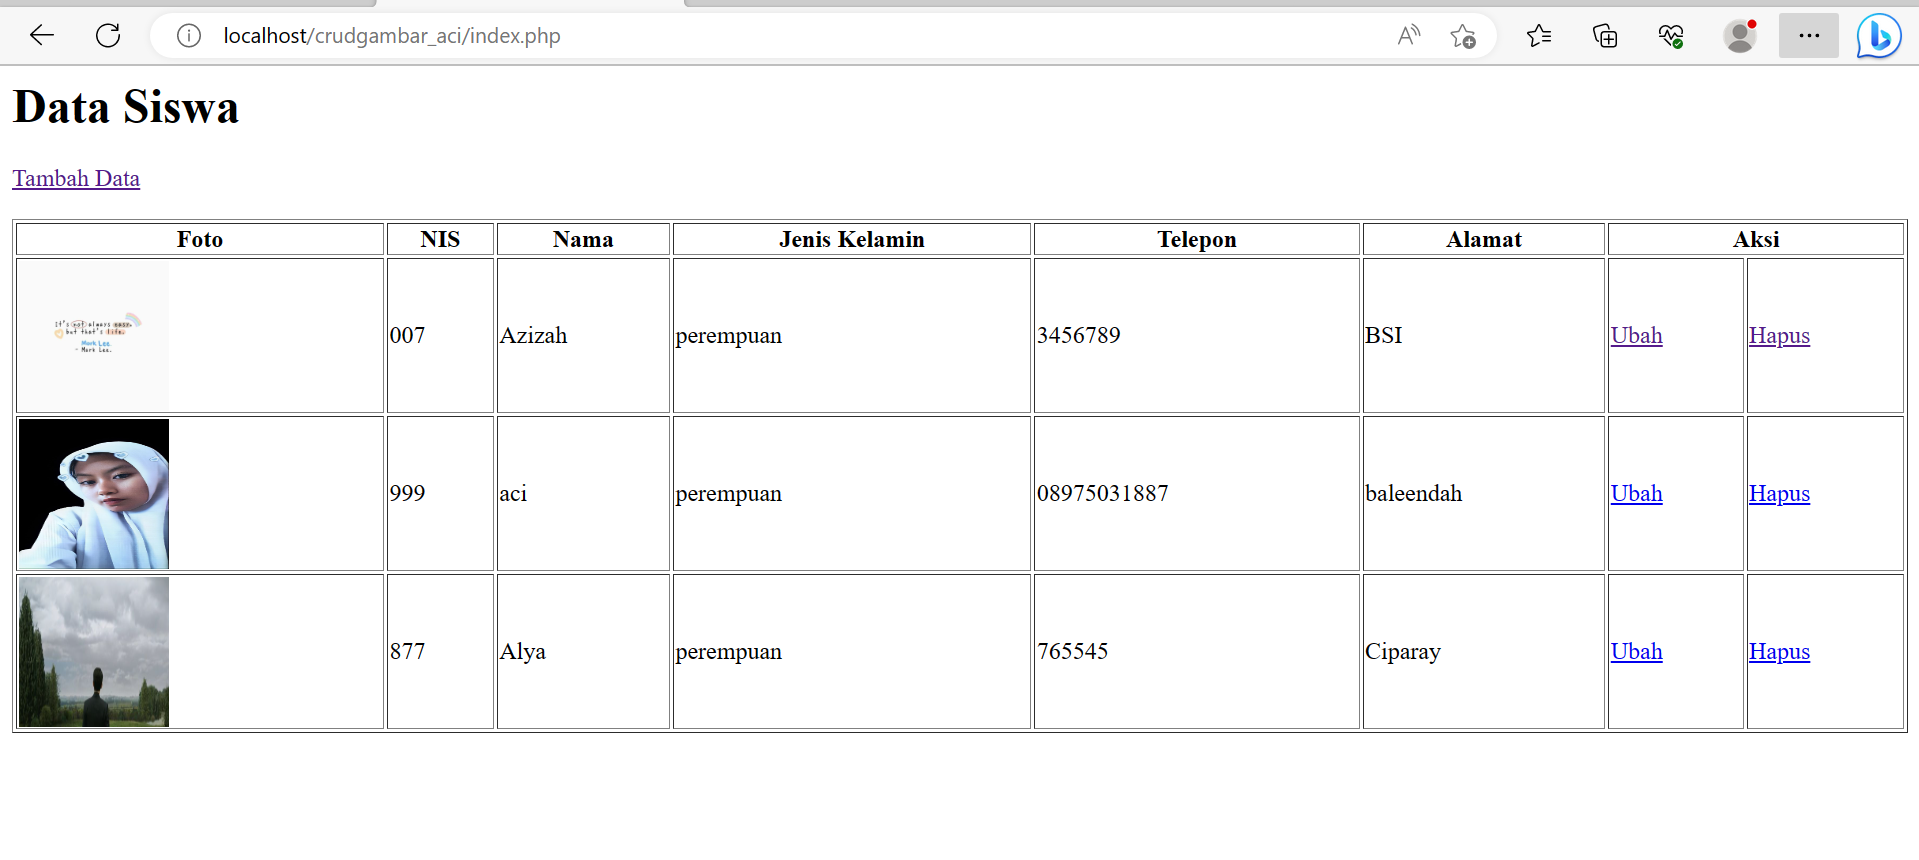 localhost/crudgambar_aci/index.php
Data Siswa
Tambah Data
Foto NIS Nama Jenis Kelamin Telepon Alamat Aksi
It's not always easy,
but that's life.
Mark Lee
- Mark Lee.
007 Azizah perempuan 3456789 BSI Ubah Hapus
999 aci perempuan 08975031887 baleendah Ubah Hapus
877 Alya perempuan 765545 Ciparay Ubah Hapus